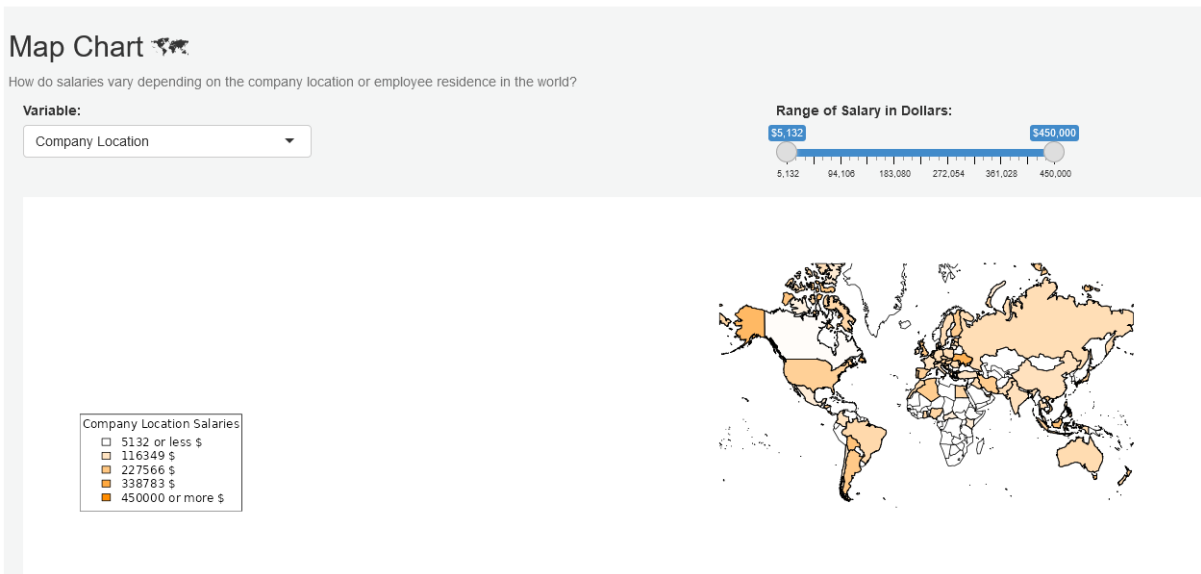 Map Chart
How do salaries vary depending on the company location or employee residence in the world?
Variable:
Company Location
Range of Salary in Dollars:
$5,132 $450,000
5,132 94,106 183,080 272,054 361,028 450,000
Company Location Salaries
5132 or less $
116349 $
227566 $
338783 $
450000 or more $